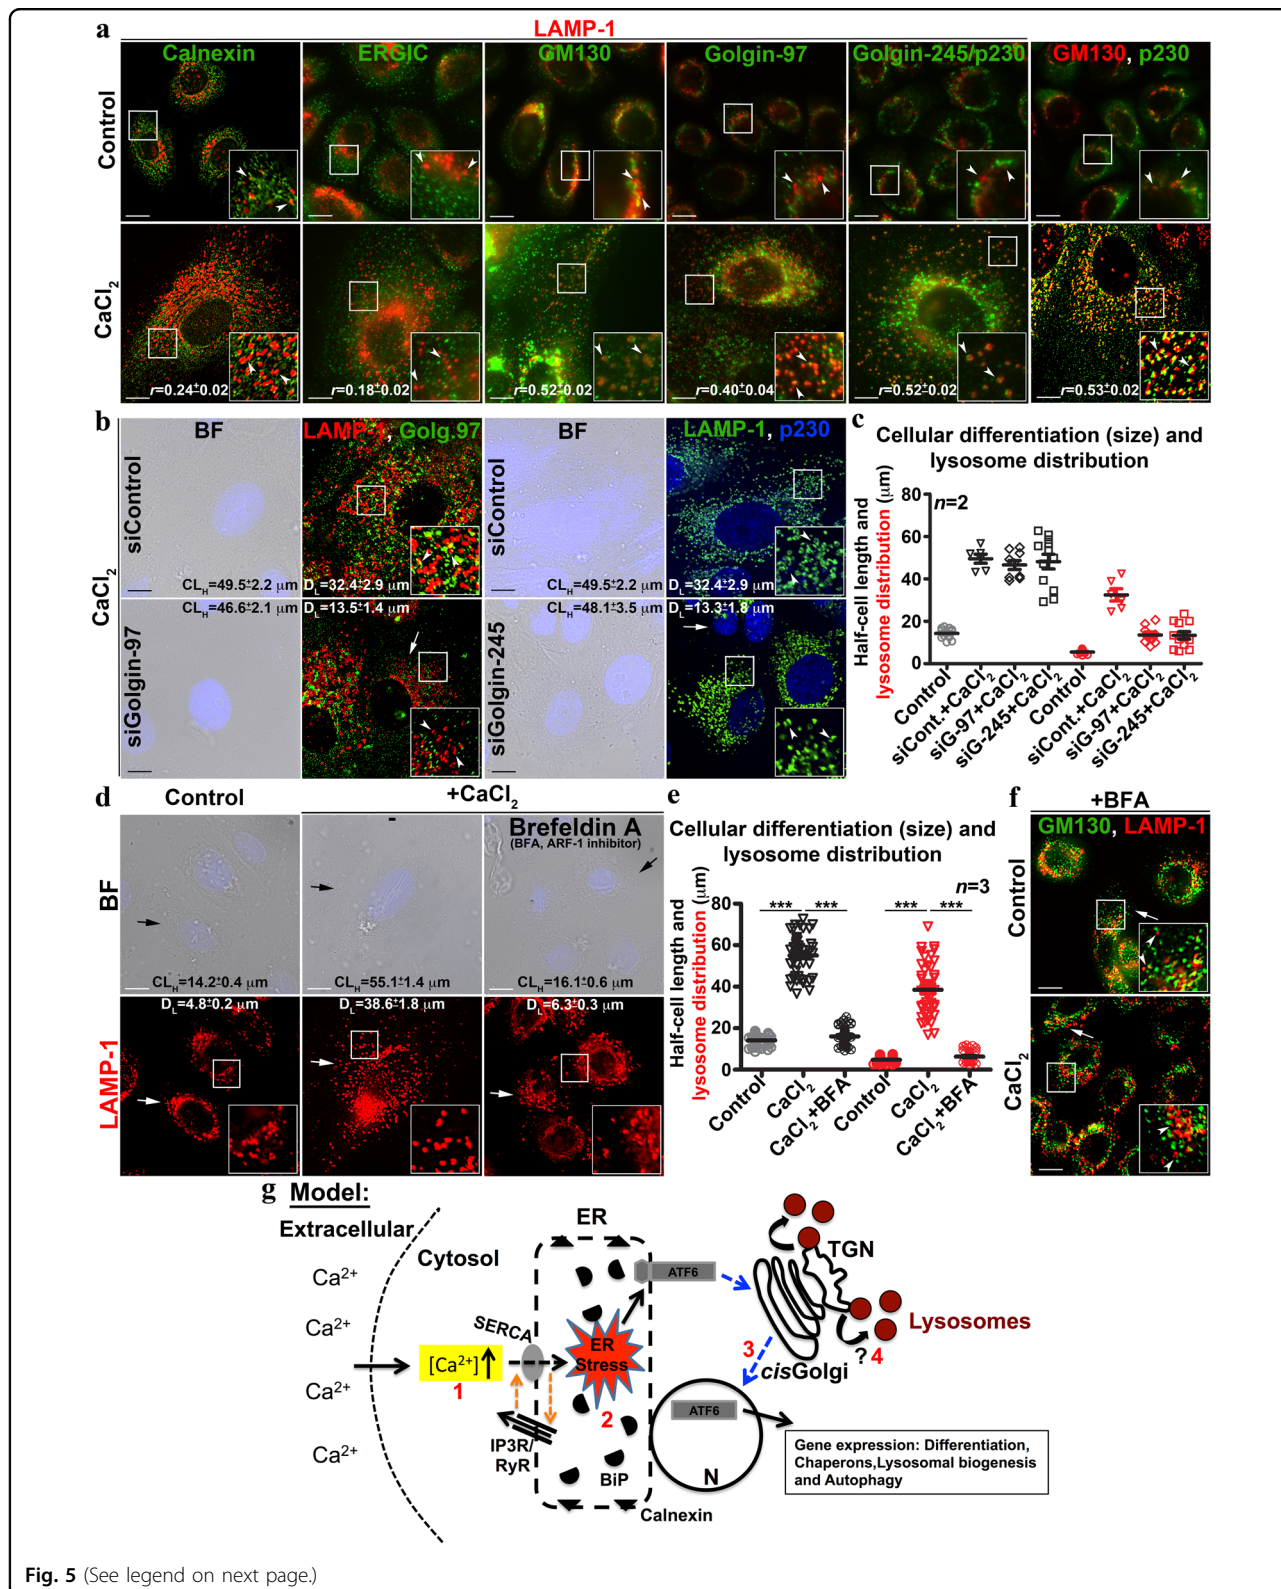 a
LAMP-1
Calnexin ERGIC GM130 Golgin-97 Golgin-245/p230 GM130, p230
Control
CaCl2
r=0.24±0.02 r=0.18±0.02 r=0.52±0.02 r=0.40±0.04 r=0.52±0.02 r=0.53±0.02
b
BF LAMP-1, Golg.97 BF LAMP-1, p230
CaCl2
siControl
siControl
CLH=49.5±2.2 µm DL=32.4±2.9 µm CLH=49.5±2.2 µm DL=32.4±2.9 µm
CLH=46.6±2.1 µm DL=13.5±1.4 µm CLH=48.1±3.5 µm DL=13.3±1.8 µm
siGolgin-97
siGolgin-245
c
Cellular differentiation (size) and
lysosome distribution
Half-cell length and
lysosome distribution (µm)
n=2
80
60
40
20
0
Control
siCont.+CaCl2
siG-97+CaCl2
siG-245+CaCl2
Control
siCont.+CaCl2
siG-97+CaCl2
siG-245+CaCl2
d
Control
+CaCl2
-
Brefeldin A
(BFA, ARF-1 inhibitor)
BF
CLH=14.2±0.4 µm CLH=55.1±1.4 µm CLH=16.1±0.6 µm
DL=4.8±0.2 µm DL=38.6±1.8 µm DL=6.3±0.3 µm
LAMP-1
e
Cellular differentiation (size) and
lysosome distribution
Half-cell length and
lysosome distribution (µm)
n=3
*** *** *** ***
80
60
40
20
0
Control
CaCl2
CaCl2+BFA
Control
CaCl2
CaCl2+BFA
f
+BFA
GM130, LAMP-1
Control
CaCl2
g Model:
Extracellular
Cytosol
ER
Ca2+
Ca2+
Ca2+
Ca2+
[Ca2+]
1
SERCA
IP3R/
RyR
ER
Stress
2
BiP
Calnexin
ATF6
TGN
Lysosomes
cisGolgi
3
? 4
ATF6
N
Gene expression: Differentiation,
Chaperons,Lysosomal biogenesis
and Autophagy
Fig. 5 (See legend on next page.)